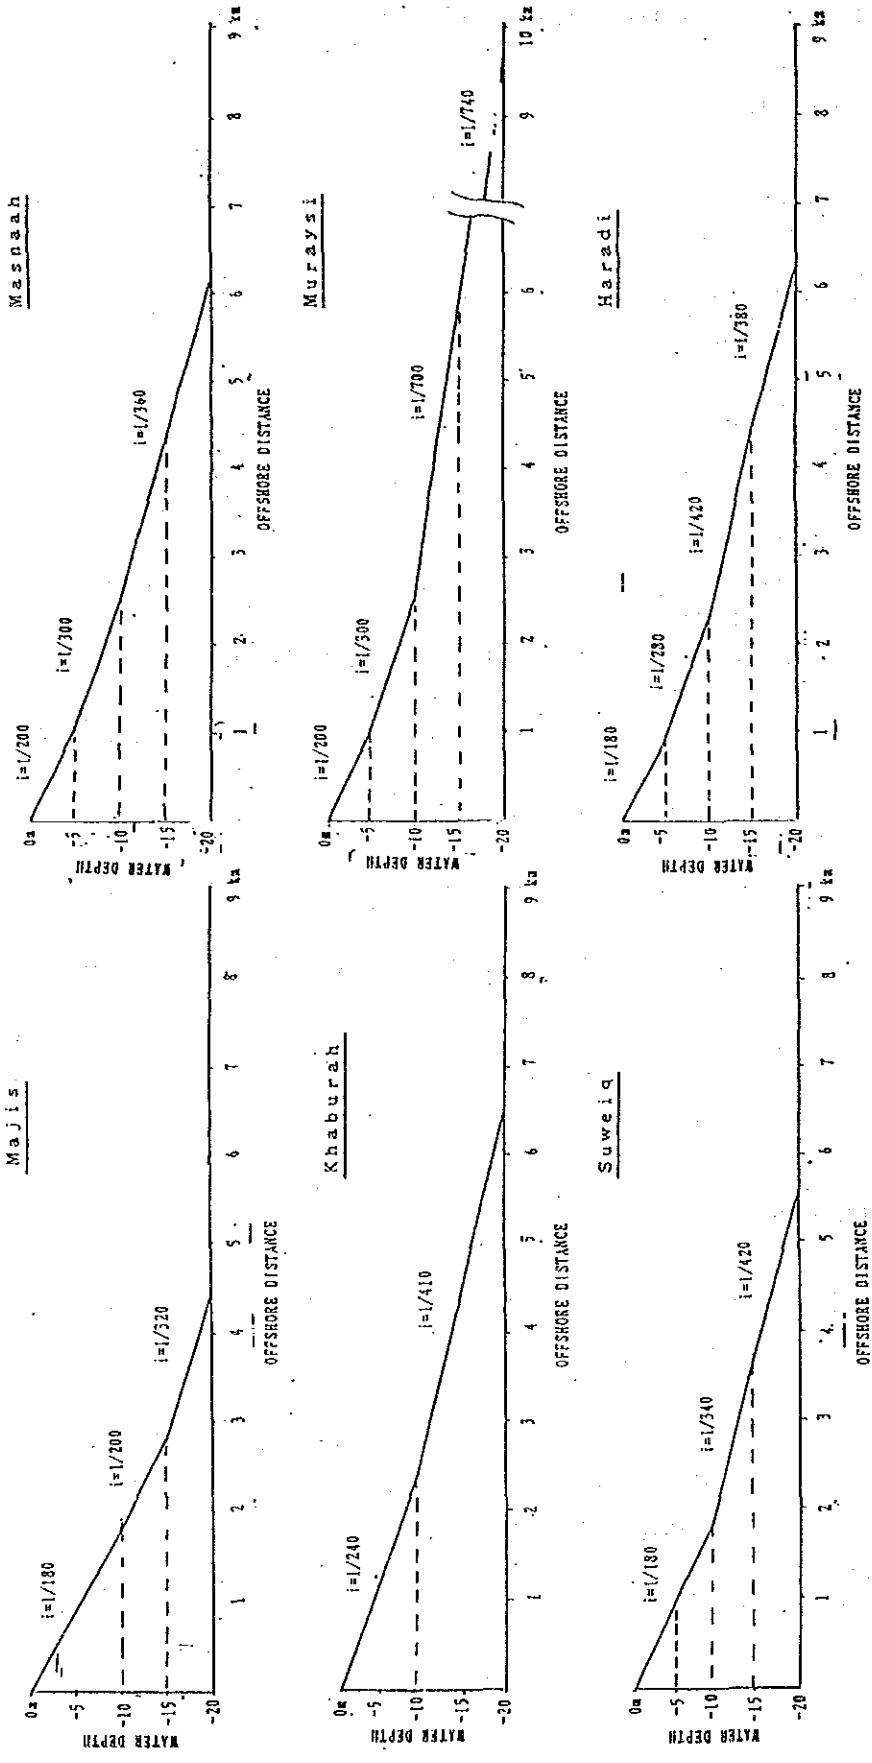 Majis
WATER DEPTH
0m
-5
-10
-15
-20
i=1/180
i=1/200
i=1/320
1
2
3
4
5
6
7
8
9 km
OFFSHORE DISTANCE
Khaburah
WATER DEPTH
0m
-5
-10
-15
-20
i=1/240
i=1/410
1
2
3
4
5
6
7
8
9 km
OFFSHORE DISTANCE
Suweiq
WATER DEPTH
0m
-5
-10
-15
-20
i=1/180
i=1/340
i=1/420
1
2
3
4
5
6
7
8
9 km
OFFSHORE DISTANCE
Masnaah
WATER DEPTH
0m
-5
-10
-15
-20
i=1/200
i=1/300
i=1/360
1
2
3
4
5
6
7
8
9 km
OFFSHORE DISTANCE
Muraysi
WATER DEPTH
0m
-5
-10
-15
-20
i=1/200
i=1/300
i=1/700
i=1/740
1
2
3
4
5
6
9
10 km
OFFSHORE DISTANCE
Haradi
WATER DEPTH
0m
-5
-10
-15
-20
i=1/180
i=1/280
i=1/420
i=1/380
1
2
3
4
5
6
7
8
9 km
OFFSHORE DISTANCE